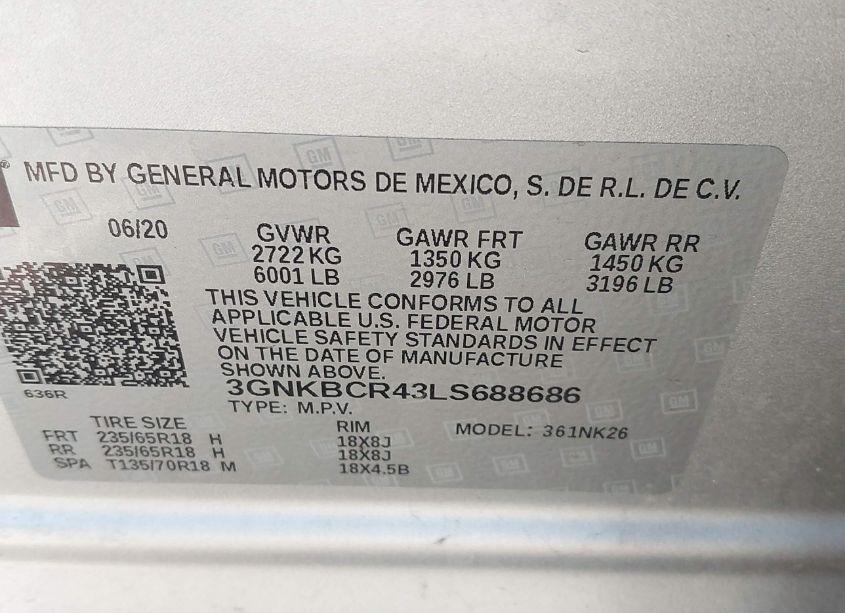 MFD BY GENERAL MOTORS DE MEXICO, S. DE R.L. DE C.V.
06/20
GVWR GAWR FRT GAWR RR
2722 KG 1350 KG 1450 KG
6001 LB 2976 LB 3196 LB
THIS VEHICLE CONFORMS TO ALL
APPLICABLE U.S. FEDERAL MOTOR
VEHICLE SAFETY STANDARDS IN EFFECT
ON THE DATE OF MANUFACTURE
SHOWN ABOVE.
636R
3GNKBCR43LS688686
TYPE: M.P.V.
TIRE SIZE RIM MODEL: 361NK26
FRT 235/65R18 H 18X8J
RR 235/65R18 H 18X8J
SPA T135/70R18 M 18X4.5B